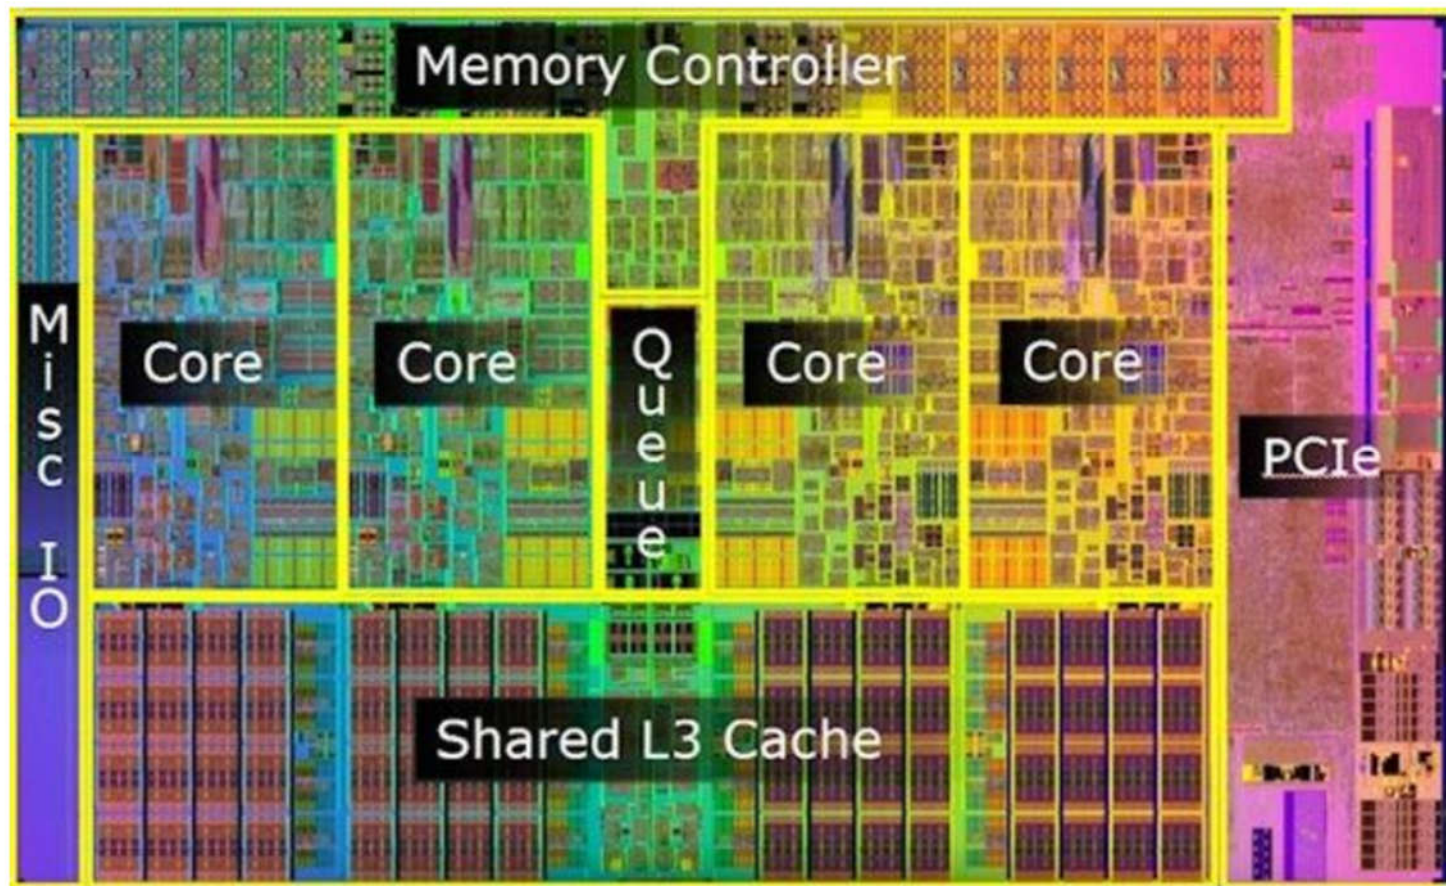 Memory Controller
Misc IO
Core
Core
Queue
Core
Core
PCIe
Shared L3 Cache